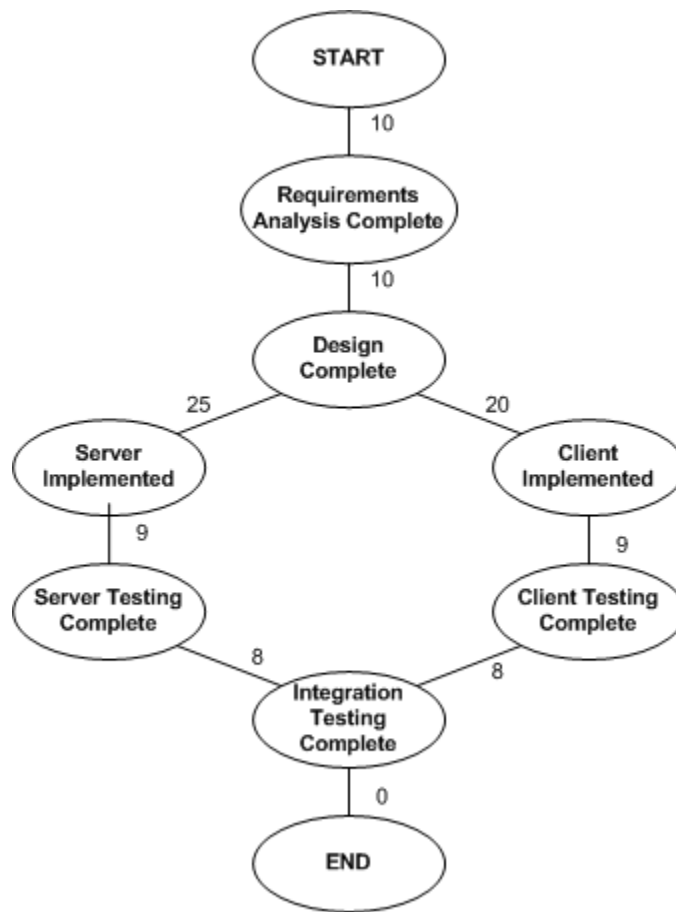 START
10
Requirements
Analysis Complete
10
Design
Complete
25
20
Server
Implemented
Client
Implemented
9
9
Server Testing
Complete
Client Testing
Complete
8
8
Integration
Testing
Complete
0
END